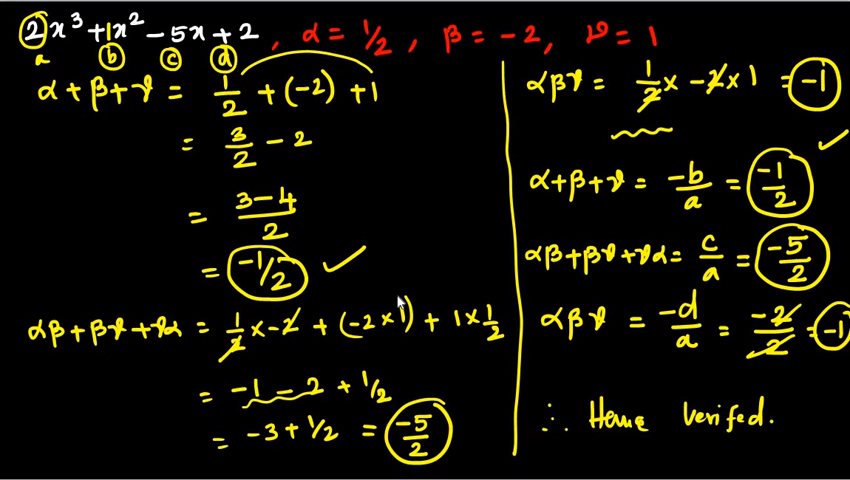 2x³ + 1x² - 5x + 2 , α = 1/2 , β = -2, γ = 1
a b c d
α + β + γ = 1/2 + (-2) + 1
= 3/2 - 2
= (3-4)/2
= -1/2 ✓
αβ + βγ + γα = 1/2 x -2 + (-2 x 1) + 1 x 1/2
= -1 - 2 + 1/2
= -3 + 1/2 = -5/2
αβγ = 1/2 x -2 x 1 = -1
✓
α+β+γ = -b/a = -1/2
αβ+βγ+γα = c/a = -5/2
αβγ = -d/a = -2/2 = -1
∴ Hence verifed.